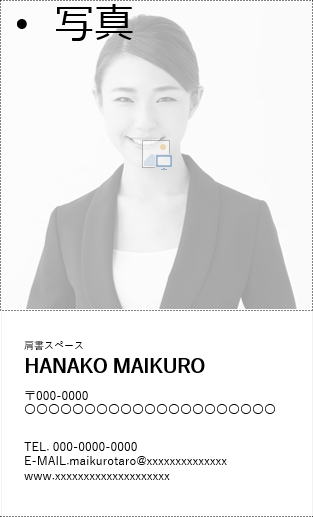 • 写真
肩書スペース
HANAKO MAIKURO
〒000-0000
〇〇〇〇〇〇〇〇〇〇〇〇〇〇〇〇〇〇〇〇〇
TEL. 000-0000-0000
E-MAIL.maikurotaro@xxxxxxxxxxxxxx
www.xxxxxxxxxxxxxxxxxxxx